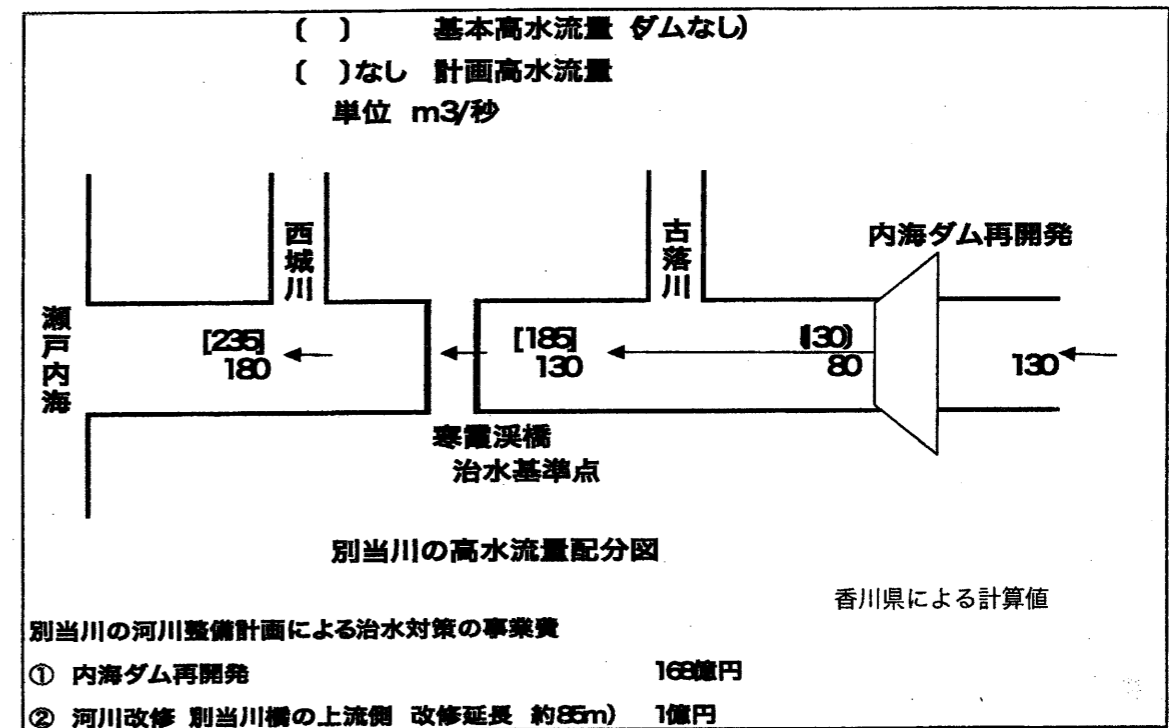 〔 〕 基本高水流量 (ダムなし)
〔 〕なし 計画高水流量
単位 m3/秒
西城川
古落川
内海ダム再開発
瀬戸内海
[235]
180
[185]
130
(130)
80
130
寒霞渓橋
治水基準点
別当川の高水流量配分図
香川県による計算値
別当川の河川整備計画による治水対策の事業費
① 内海ダム再開発 168億円
② 河川改修 別当川橋の上流側 改修延長 約85m) 1億円